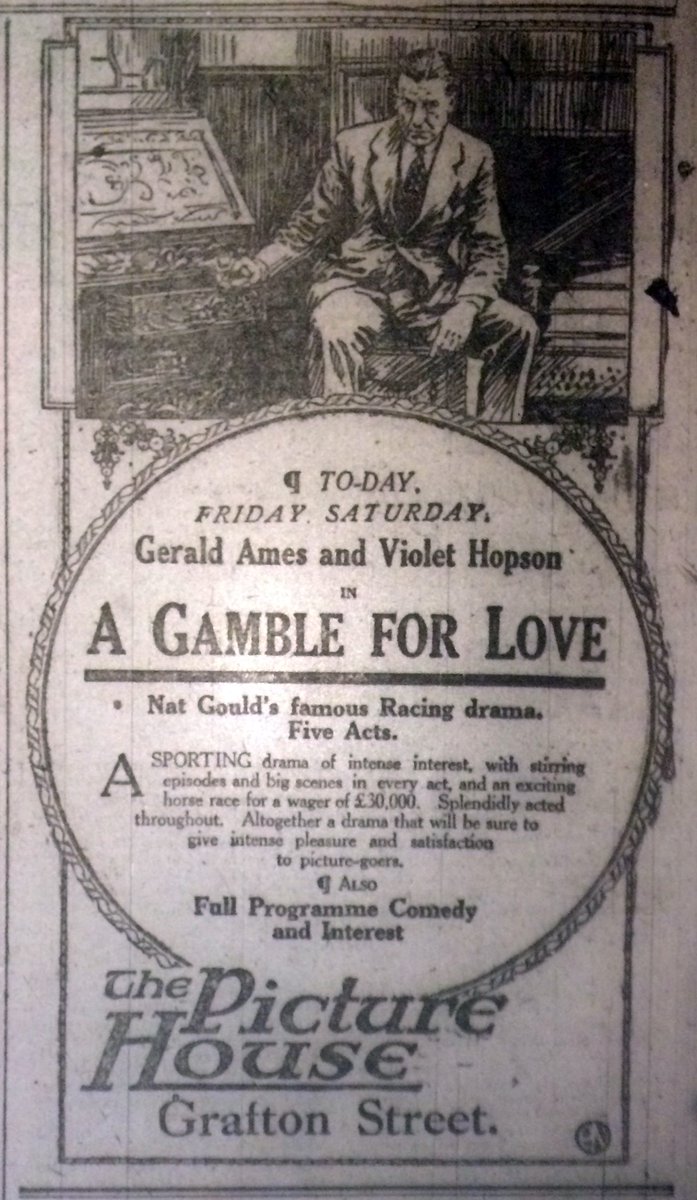 ¶ TO-DAY,
FRIDAY, SATURDAY.
Gerald Ames and Violet Hopson
IN
A GAMBLE FOR LOVE
Nat Gould's famous Racing drama.
Five Acts.
A SPORTING drama of intense interest, with stirring
episodes and big scenes in every act, and an exciting
horse race for a wager of £30,000. Splendidly acted
throughout. Altogether a drama that will be sure to
give intense pleasure and satisfaction
to picture-goers.
¶ ALSO
Full Programme Comedy
and Interest
The Picture
House
Grafton Street.